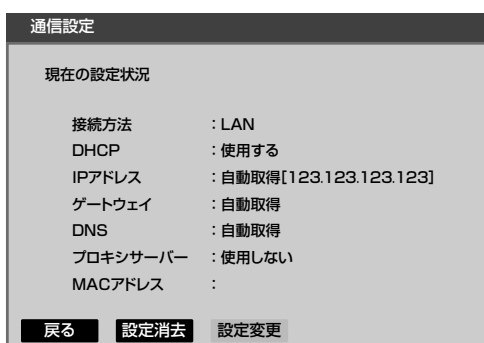 通信設定
現在の設定状況
接続方法 : LAN
DHCP : 使用する
IPアドレス : 自動取得[123.123.123.123]
ゲートウェイ : 自動取得
DNS : 自動取得
プロキシサーバー : 使用しない
MACアドレス :
戻る 設定消去 設定変更